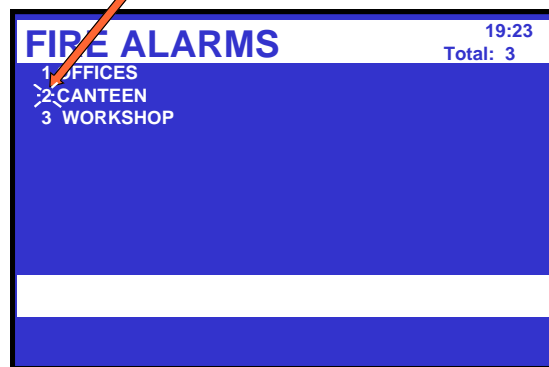 FIRE ALARMS
19:23
Total: 3
1 OFFICES
2 CANTEEN
3 WORKSHOP